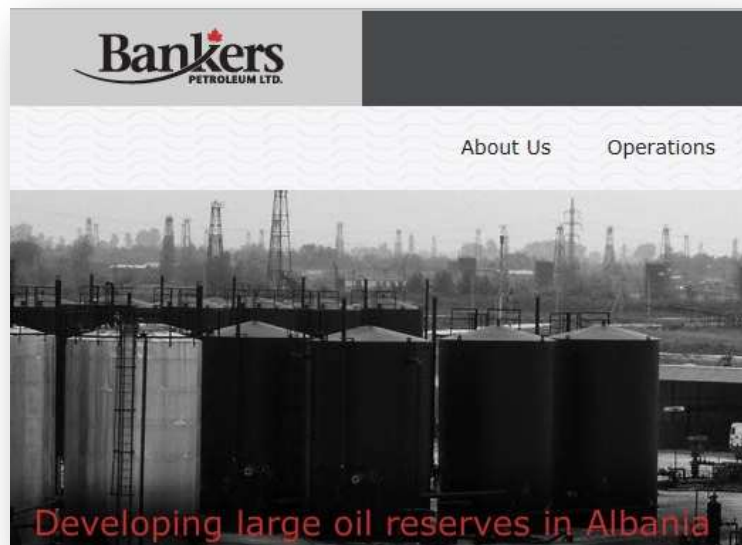 Bankers
PETROLEUM LTD.
About Us Operations
Developing large oil reserves in Albania